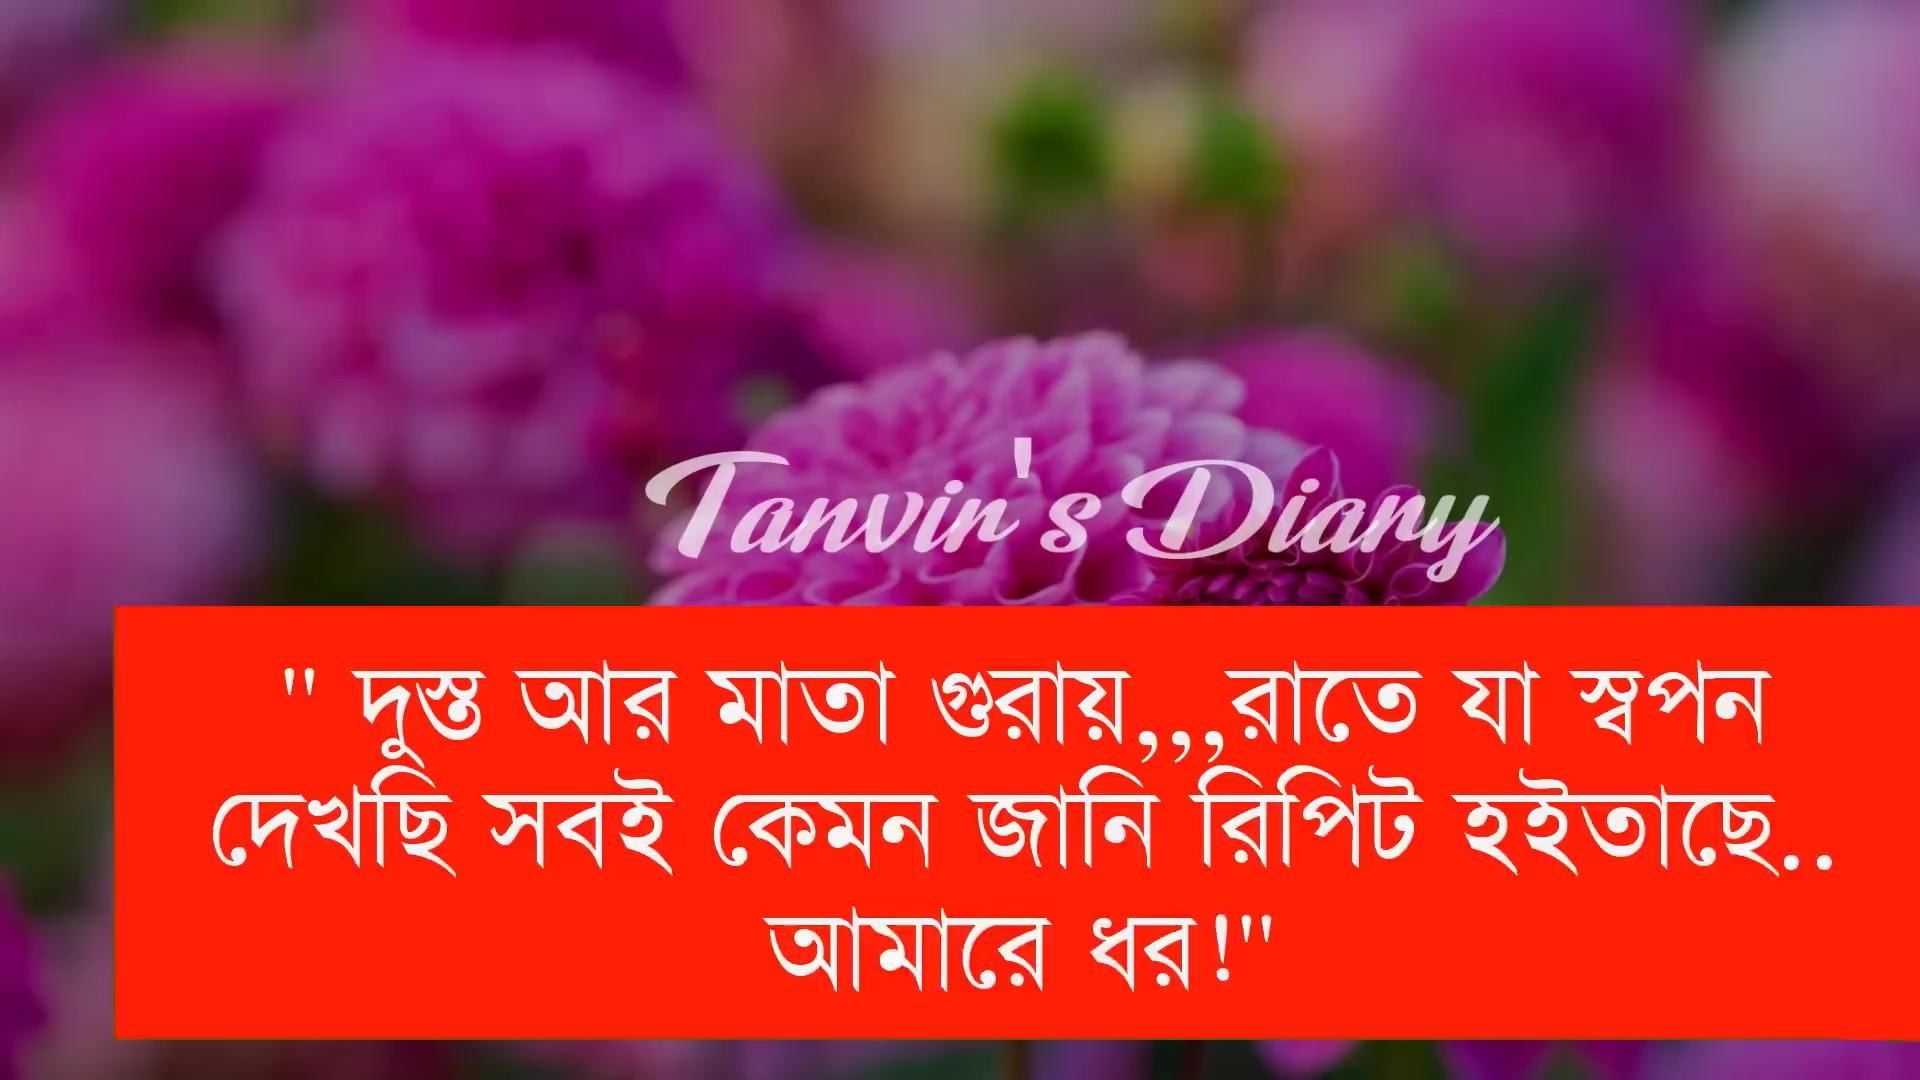 Tanvir's Diary
" দুস্ত আর মাতা গুরায়,,,রাতে যা স্বপন
দেখছি সবই কেমন জানি রিপিট হইতাছে..
আমারে ধর!"